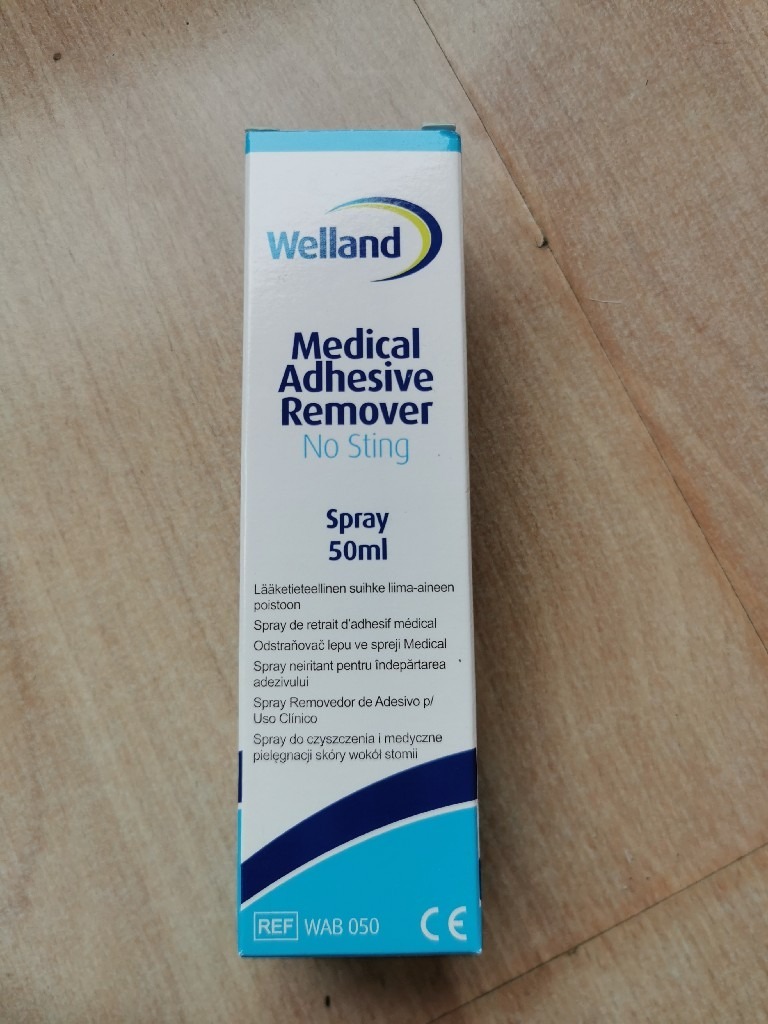 Welland
Medical
Adhesive
Remover
No Sting
Spray
50ml
Lääketieteellinen suihke liima-aineen
poistoon
Spray de retrait d'adhesif médical
Odstraňovač lepu ve spreji Medical
Spray neiritant pentru îndepărtarea
adezivului
Spray Removedor de Adesivo p/
Uso Clínico
Spray do czyszczenia i medyczne
pielęgnacji skóry wokół stomii
REF WAB 050 CE